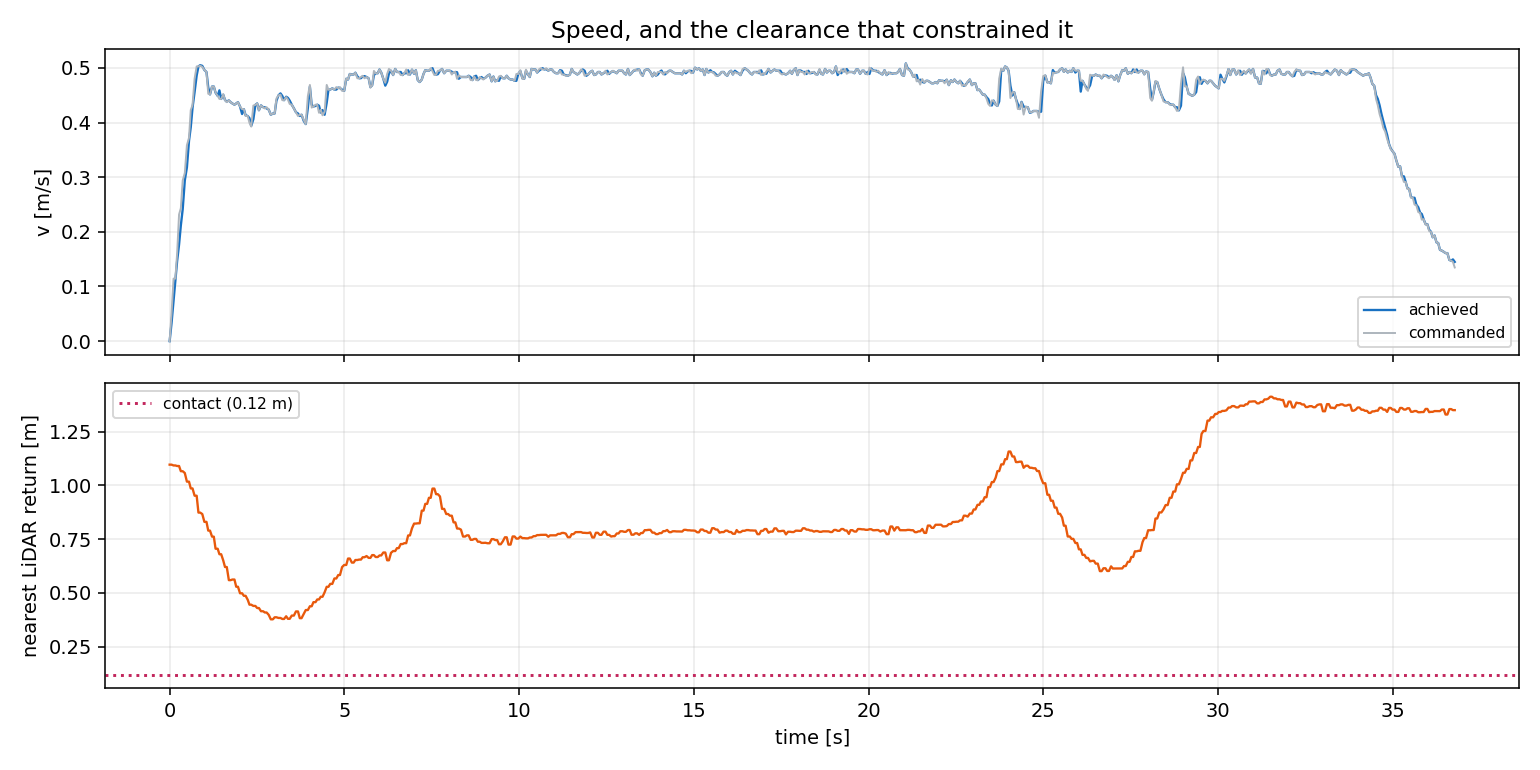 Speed, and the clearance that constrained it
v [m/s]
0.5
0.4
0.3
0.2
0.1
0.0
achieved
commanded
nearest LiDAR return [m]
1.25
1.00
0.75
0.50
0.25
contact (0.12 m)
0 5 10 15 20 25 30 35
time [s]